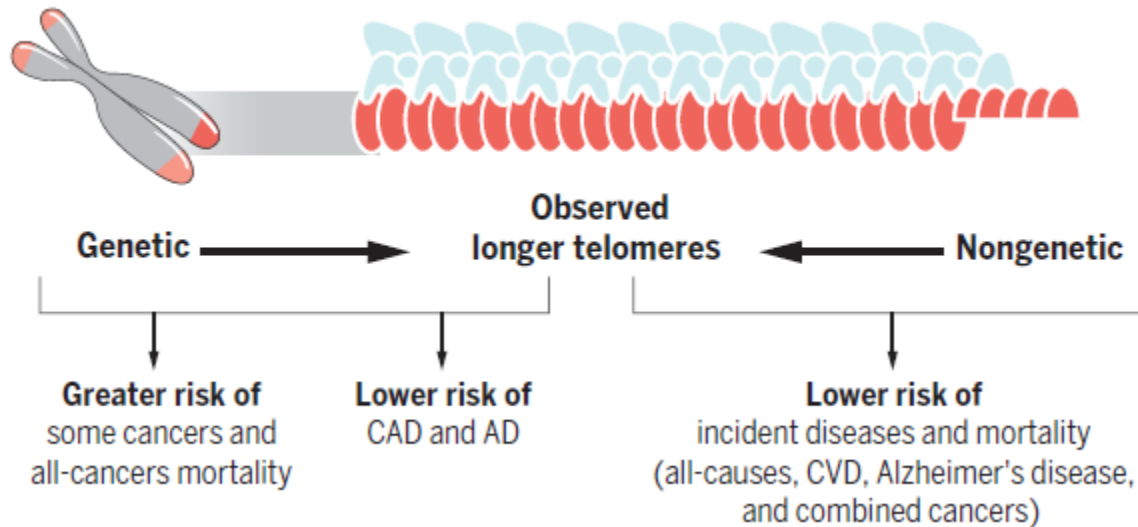 Observed
Genetic longer telomeres Nongenetic
Greater risk of
some cancers and
all-cancers mortality
Lower risk of
CAD and AD
Lower risk of
incident diseases and mortality
(all-causes, CVD, Alzheimer's disease,
and combined cancers)